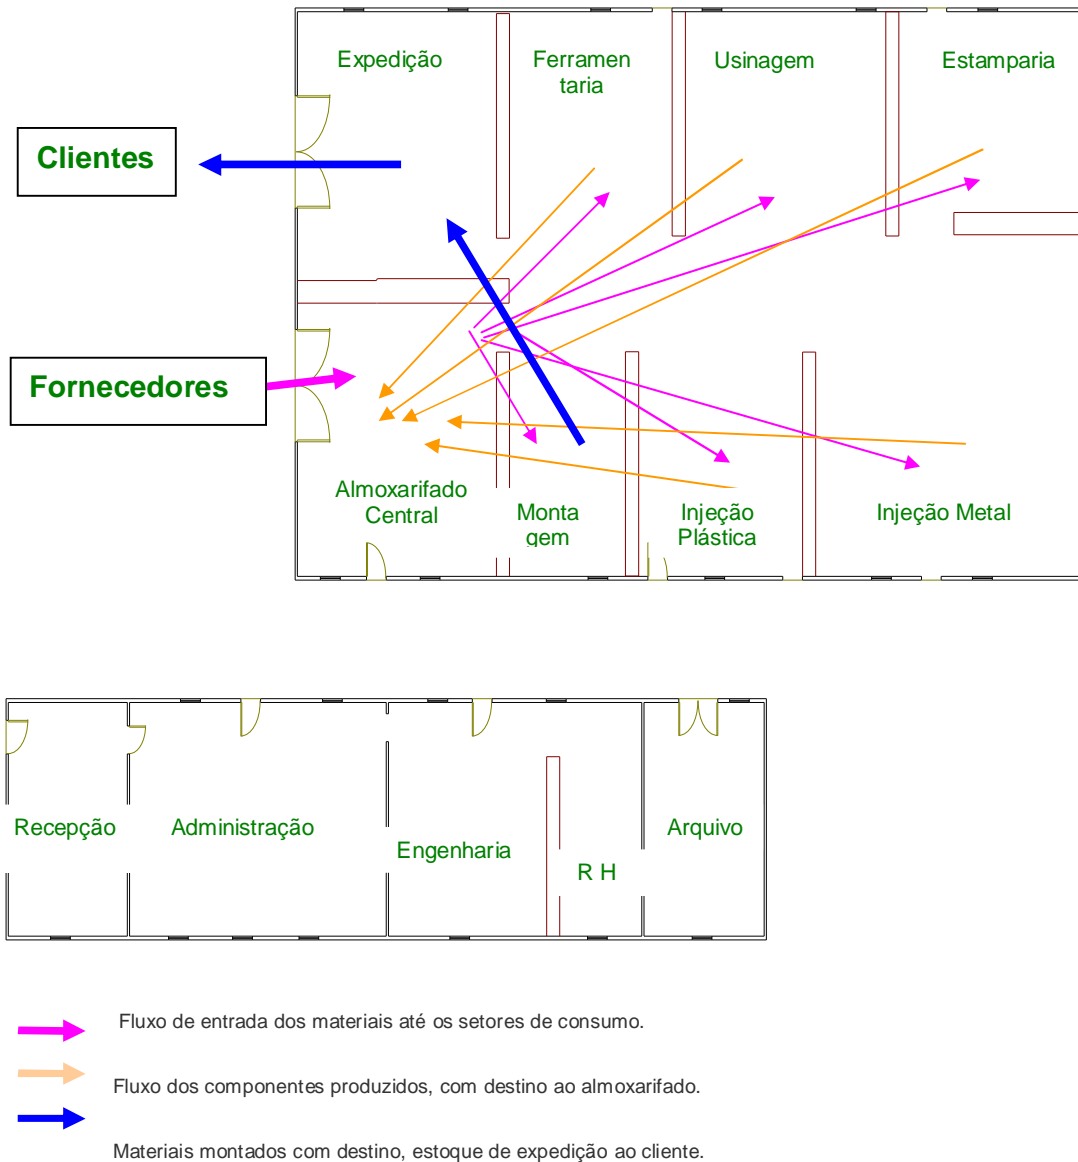 Expedição
Ferramen
taria
Usinagem
Estamparia
Clientes
Fornecedores
Almoxarifado
Central
Monta
gem
Injeção
Plástica
Injeção Metal
Recepção
Administração
Engenharia
R H
Arquivo
Fluxo de entrada dos materiais até os setores de consumo.
Fluxo dos componentes produzidos, com destino ao almoxarifado.
Materiais montados com destino, estoque de expedição ao cliente.